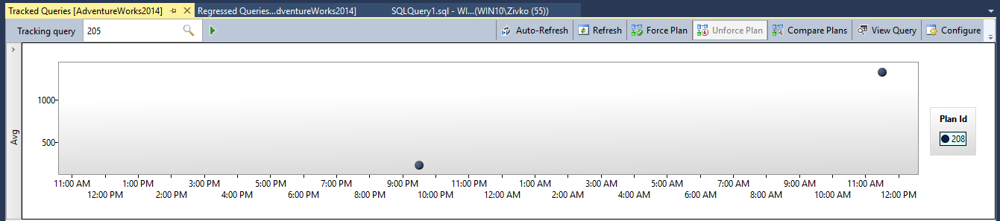 Tracked Queries [AdventureWorks2014] Regressed Queries...dventureWorks2014] SQLQuery1.sql - WI...(WIN10\Zivko (55))
Tracking query 205 Auto-Refresh Refresh Force Plan Unforce Plan Compare Plans View Query Configure
Avg
1000
500
11:00 AM 1:00 PM 3:00 PM 5:00 PM 7:00 PM 9:00 PM 11:00 PM 1:00 AM 3:00 AM 5:00 AM 7:00 AM 9:00 AM 11:00 AM
12:00 PM 2:00 PM 4:00 PM 6:00 PM 8:00 PM 10:00 PM 12:00 AM 2:00 AM 4:00 AM 6:00 AM 8:00 AM 10:00 AM 12:00 PM
Plan Id
208